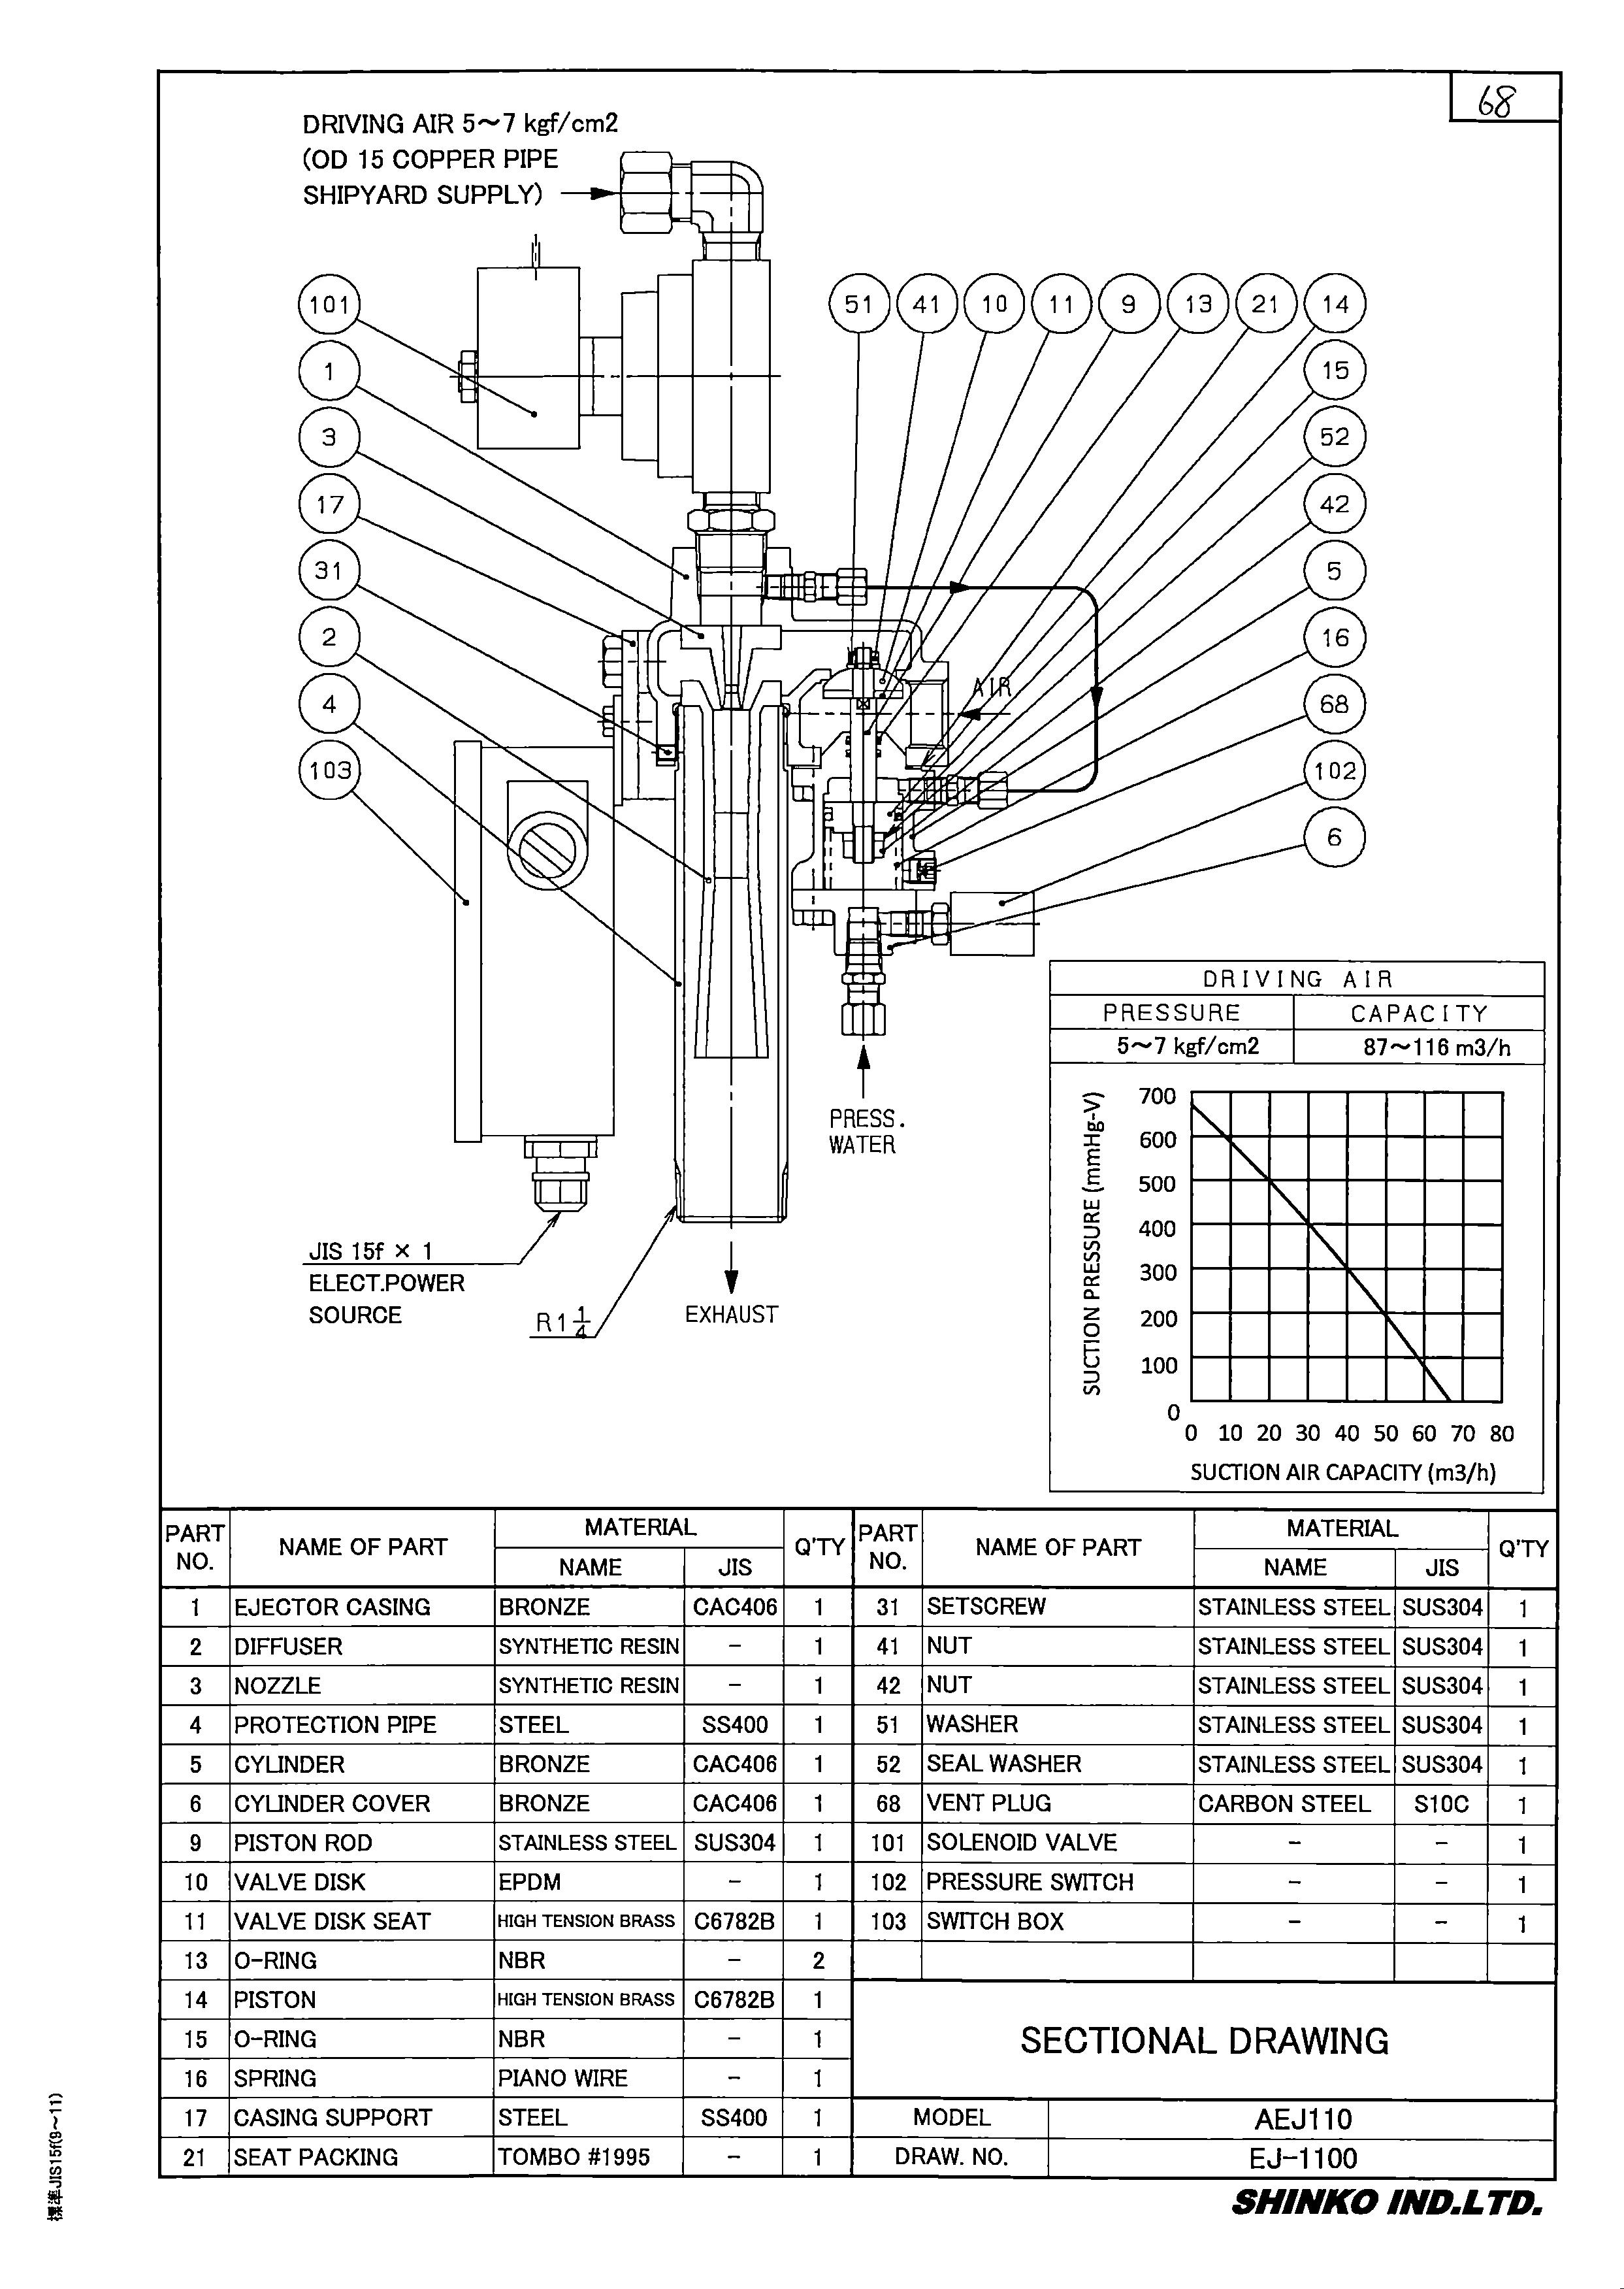 68
DRIVING AIR 5～7 kgf/cm2
(OD 15 COPPER PIPE
SHIPYARD SUPPLY)
101
1
3
17
31
2
4
103
51 41 10 11 9 13 21 14
15
52
42
5
16
68
102
6
AIR
PRESS.
WATER
EXHAUST
JIS 15f × 1
ELECT.POWER
SOURCE
R1 1/4
DRIVING AIR
PRESSURE CAPACITY
5～7 kgf/cm2 87～116 m3/h
SUCTION PRESSURE (mmHg-V)
700
600
500
400
300
200
100
0
0 10 20 30 40 50 60 70 80
SUCTION AIR CAPACITY (m3/h)
PART NO. NAME OF PART MATERIAL NAME JIS Q'TY PART NO. NAME OF PART MATERIAL NAME JIS Q'TY
1 EJECTOR CASING BRONZE CAC406 1 31 SETSCREW STAINLESS STEEL SUS304 1
2 DIFFUSER SYNTHETIC RESIN － 1 41 NUT STAINLESS STEEL SUS304 1
3 NOZZLE SYNTHETIC RESIN － 1 42 NUT STAINLESS STEEL SUS304 1
4 PROTECTION PIPE STEEL SS400 1 51 WASHER STAINLESS STEEL SUS304 1
5 CYLINDER BRONZE CAC406 1 52 SEAL WASHER STAINLESS STEEL SUS304 1
6 CYLINDER COVER BRONZE CAC406 1 68 VENT PLUG CARBON STEEL S10C 1
9 PISTON ROD STAINLESS STEEL SUS304 1 101 SOLENOID VALVE － － 1
10 VALVE DISK EPDM － 1 102 PRESSURE SWITCH － － 1
11 VALVE DISK SEAT HIGH TENSION BRASS C6782B 1 103 SWITCH BOX － － 1
13 O-RING NBR － 2
14 PISTON HIGH TENSION BRASS C6782B 1
15 O-RING NBR － 1
16 SPRING PIANO WIRE － 1
17 CASING SUPPORT STEEL SS400 1
21 SEAT PACKING TOMBO #1995 － 1
SECTIONAL DRAWING
MODEL AEJ110
DRAW. NO. EJ-1100
SHINKO IND.LTD.
標準JIS15f(9～11)